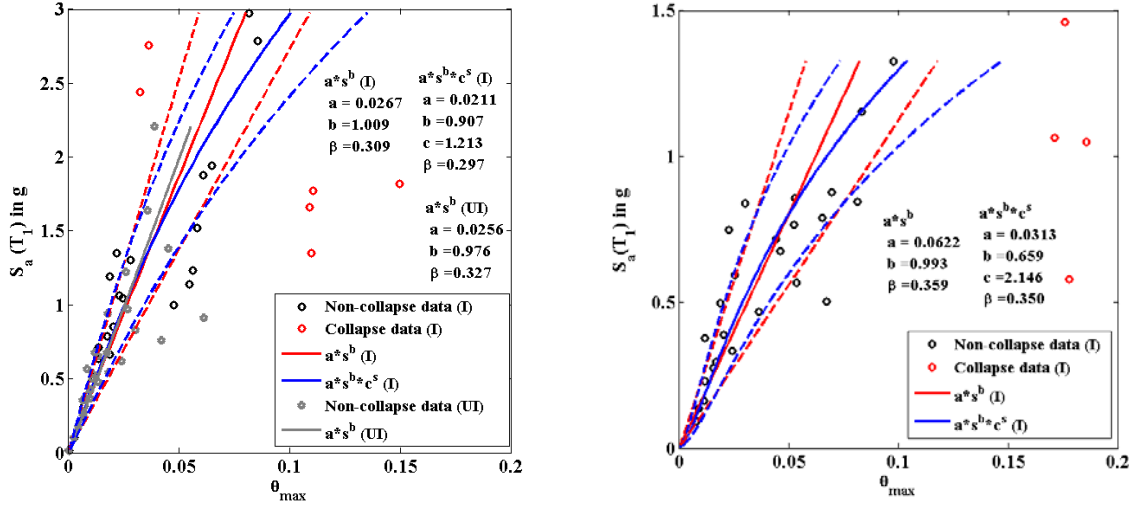 3
2.5
2
1.5
1
0.5
0
S_a (T_1) in g
a*s^b (I)
a = 0.0267
b =1.009
β =0.309
a*s^b*c^s (I)
a = 0.0211
b =0.907
c =1.213
β =0.297
a*s^b (UI)
a = 0.0256
b =0.976
β =0.327
Non-collapse data (I)
Collapse data (I)
a*s^b (I)
a*s^b*c^s (I)
Non-collapse data (UI)
a*s^b (UI)
0 0.05 0.1 0.15 0.2
θ_max
1.5
1
0.5
0
S_a (T_1) in g
a*s^b
a = 0.0622
b =0.993
β =0.359
a*s^b*c^s
a = 0.0313
b =0.659
c =2.146
β =0.350
Non-collapse data (I)
Collapse data (I)
a*s^b (I)
a*s^b*c^s (I)
0 0.05 0.1 0.15 0.2
θ_max